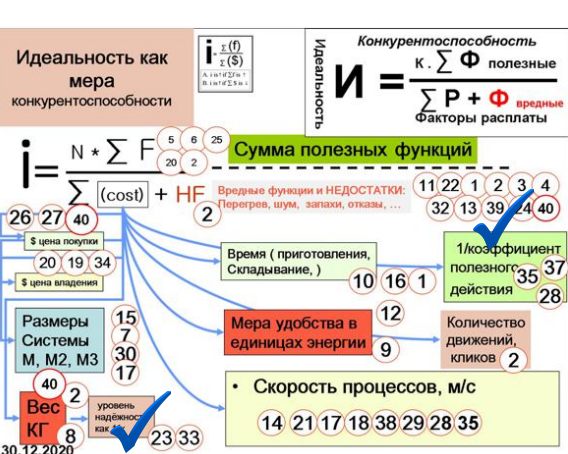 Идеальность как
мера
конкурентоспособности
i = Σ (f)
Σ ($)
Идеальность
Конкурентоспособность
И = к . Σ Ф полезные
Σ Р + Ф вредные
Факторы расплаты
i = N * Σ F
5 6 25
20 2
Сумма полезных функций
Σ (cost) + HF
2
Вредные функции и НЕДОСТАТКИ:
Перегрев, шум, запахи, отказы, ...
11 22 1 2 3 4
32 13 39 24 40
26 27 40
$ цена покупки
20 19 34
$ цена владения
Время ( приготовления,
Складывание, )
10 16 1
1/коэффициент
полезного
действия
35 37
28
Размеры
Системы
М, М2, М3
15
7
30
17
Мера удобства в
единицах энергии
12
9
Количество
движений,
кликов
2
40
2
Вес
КГ
8
уровень
надёжности
как
23 33
• Скорость процессов, м/с
14 21 17 18 38 29 28 35
30.12.2020